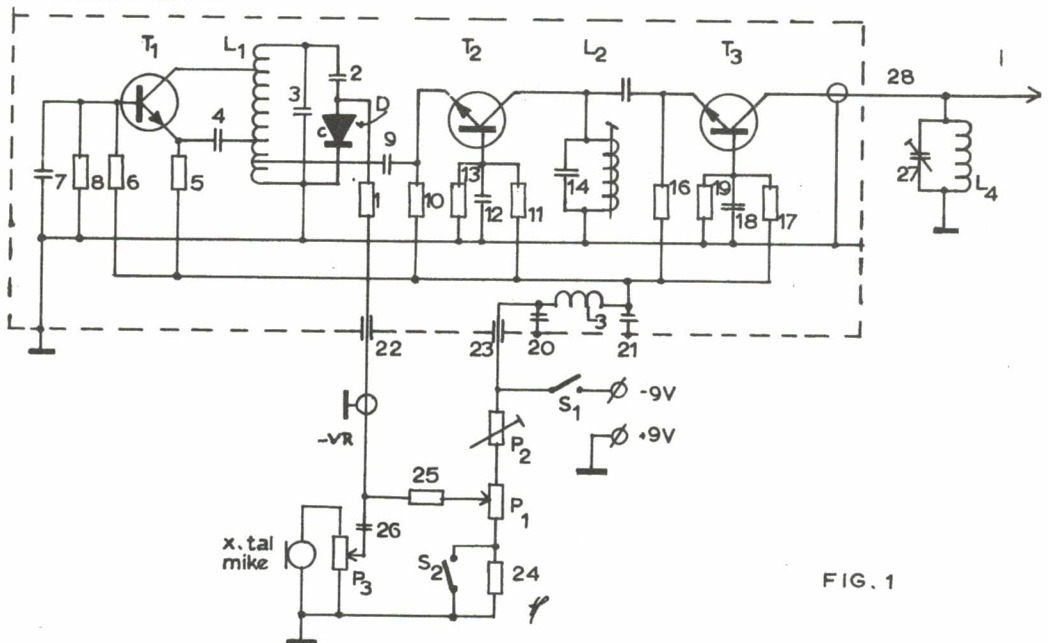 T1 L1 T2 L2 T3
28
2
3
D
4
c
9
7 8 6 5 1 10 13 12 11 14 16 19 18 17 27 L4
L3
22 23 20 21
S1 -9V
-VR
P2 +9V
25
P1
26
x.tal
mike
P3 S2 24
FIG. 1